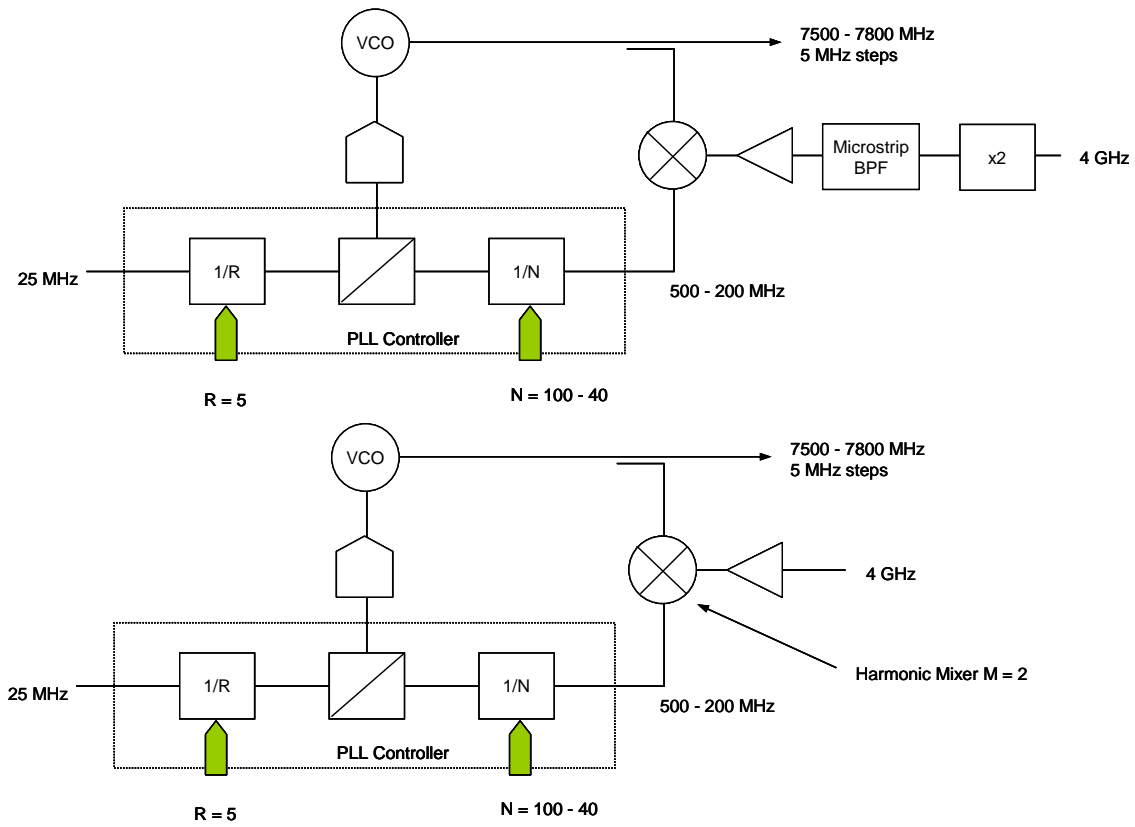 VCO
7500 - 7800 MHz
5 MHz steps
Microstrip
BPF
x2
4 GHz
25 MHz
1/R
1/N
500 - 200 MHz
PLL Controller
R = 5
N = 100 - 40
VCO
7500 - 7800 MHz
5 MHz steps
4 GHz
25 MHz
1/R
1/N
Harmonic Mixer M = 2
500 - 200 MHz
PLL Controller
R = 5
N = 100 - 40